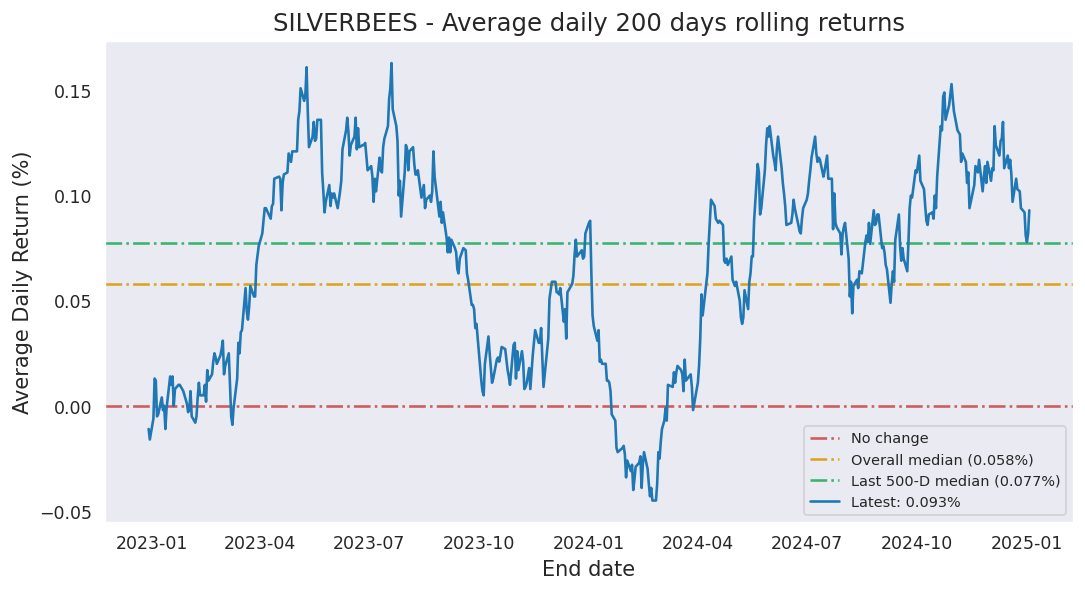 SILVERBEES - Average daily 200 days rolling returns
Average Daily Return (%)
0.15
0.10
0.05
0.00
−0.05
No change
Overall median (0.058%)
Last 500-D median (0.077%)
Latest: 0.093%
2023-01 2023-04 2023-07 2023-10 2024-01 2024-04 2024-07 2024-10 2025-01
End date